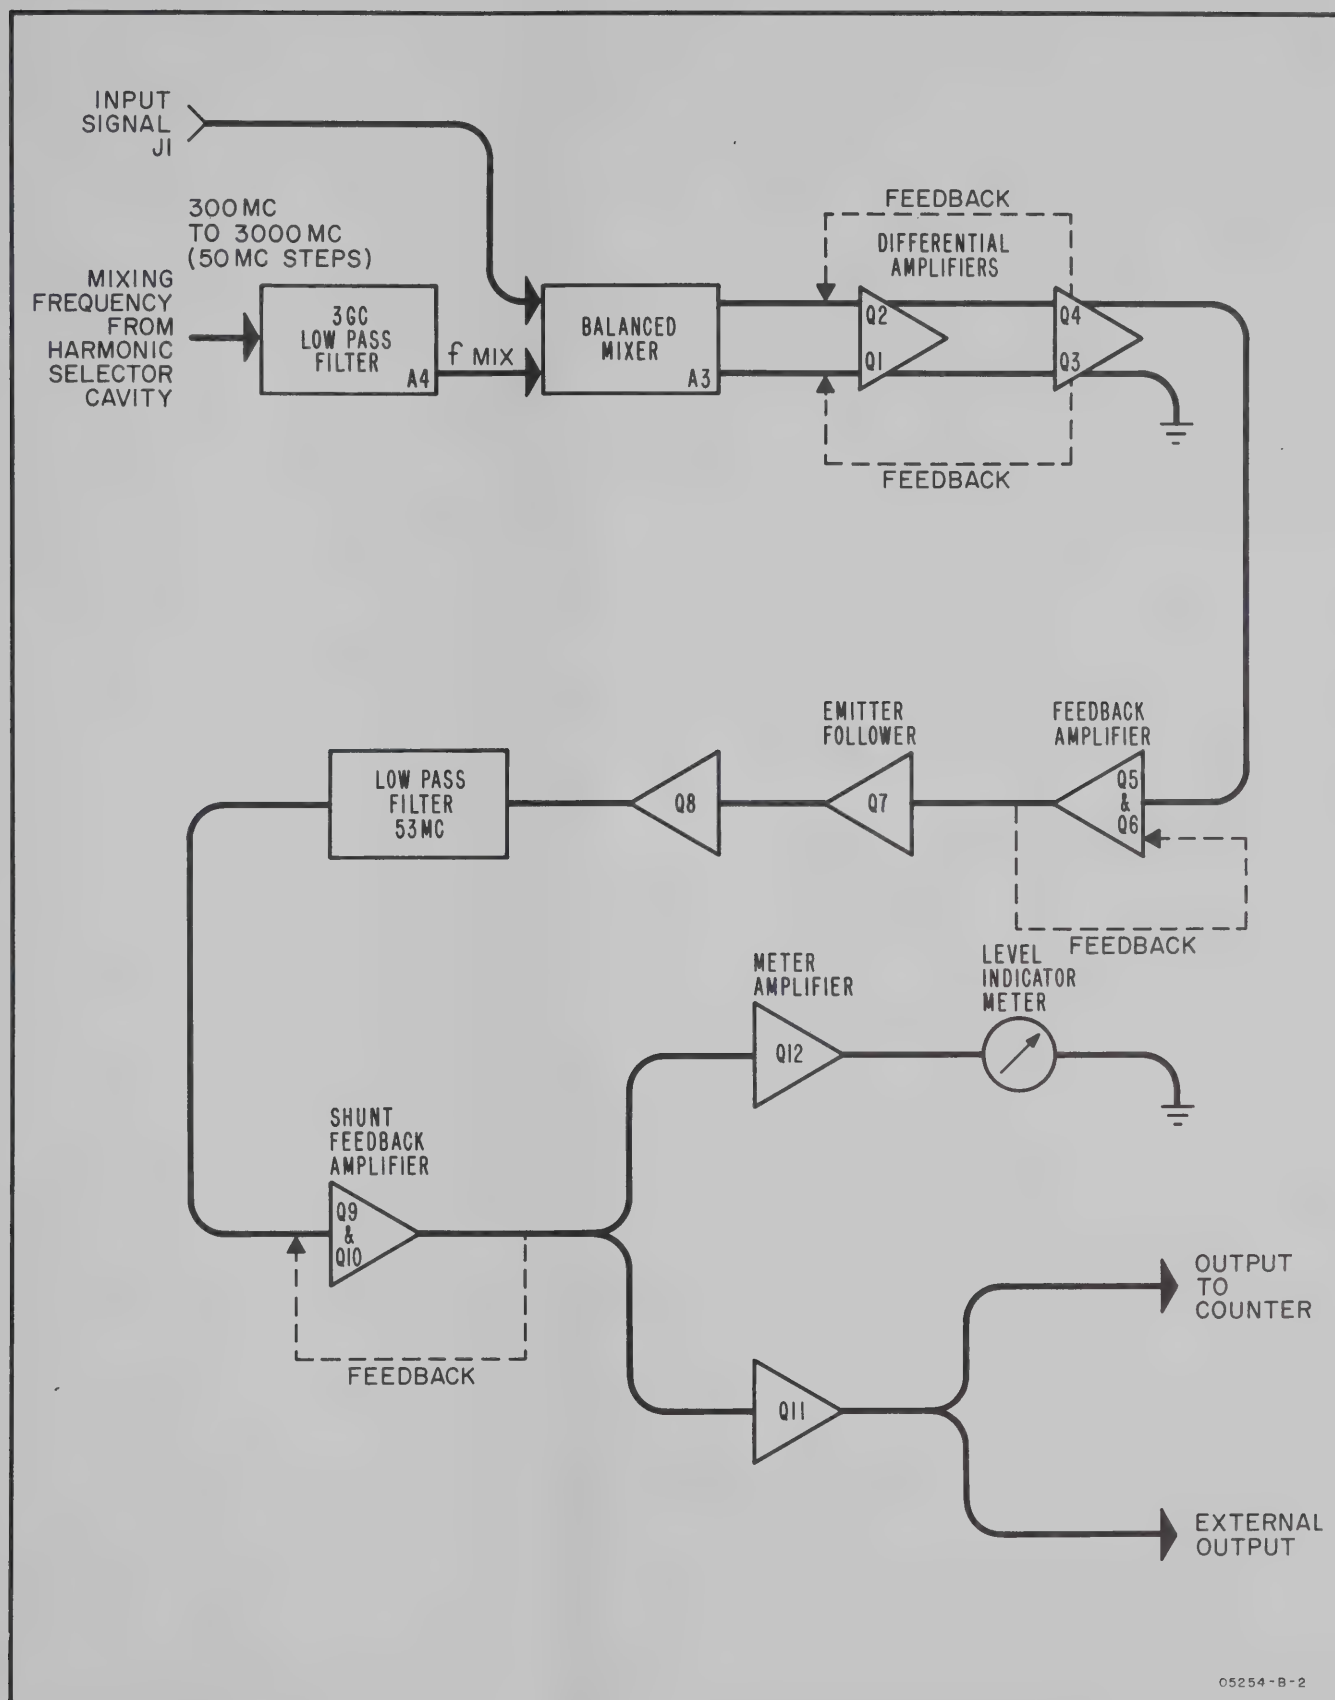 INPUT
SIGNAL
J1
300MC
TO 3000MC
(50MC STEPS)
MIXING
FREQUENCY
FROM
HARMONIC
SELECTOR
CAVITY
3GC
LOW PASS
FILTER
A4
f MIX
BALANCED
MIXER
A3
FEEDBACK
DIFFERENTIAL
AMPLIFIERS
Q2
Q1
Q4
Q3
FEEDBACK
FEEDBACK
AMPLIFIER
Q5
&
Q6
FEEDBACK
EMITTER
FOLLOWER
Q7
Q8
LOW PASS
FILTER
53MC
SHUNT
FEEDBACK
AMPLIFIER
Q9
&
Q10
FEEDBACK
METER
AMPLIFIER
Q12
LEVEL
INDICATOR
METER
Q11
OUTPUT
TO
COUNTER
EXTERNAL
OUTPUT
05254-B-2